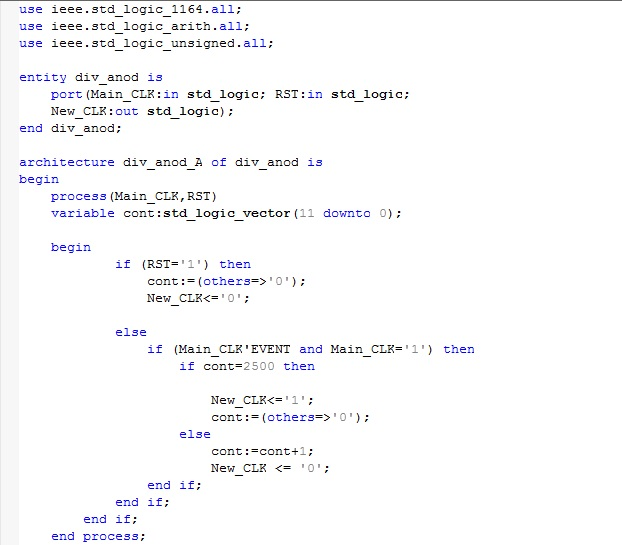 use ieee.std_logic_1164.all;
use ieee.std_logic_arith.all;
use ieee.std_logic_unsigned.all;

entity div_anod is
    port(Main_CLK:in std_logic; RST:in std_logic;
    New_CLK:out std_logic);
end div_anod;

architecture div_anod_A of div_anod is
begin
    process(Main_CLK,RST)
    variable cont:std_logic_vector(11 downto 0);

    begin
            if (RST='1') then
                cont:=(others=>'0');
                New_CLK<='0';

            else
                if (Main_CLK'EVENT and Main_CLK='1') then
                    if cont=2500 then

                        New_CLK<='1';
                        cont:=(others=>'0');
                    else
                        cont:=cont+1;
                        New_CLK <= '0';
                end if;
            end if;
        end if;
    end process;